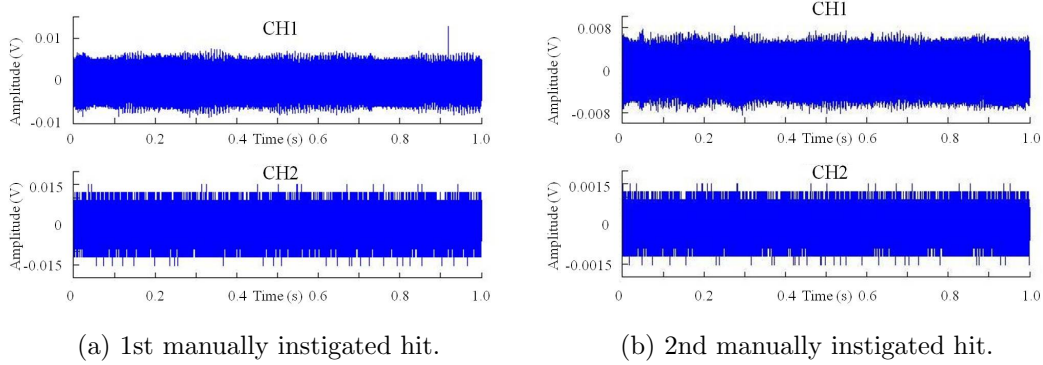 CH1
Amplitude (V)
0.01
0
-0.01
0 0.2 0.4 Time (s) 0.6 0.8 1.0
CH2
Amplitude (V)
0.015
0
-0.015
0 0.2 0.4 Time (s) 0.6 0.8 1.0
(a) 1st manually instigated hit.
CH1
Amplitude (V)
0.008
0
-0.008
0 0.2 0.4 Time (s) 0.6 0.8 1.0
CH2
Amplitude (V)
0.0015
0
-0.0015
0 0.2 0.4 Time (s) 0.6 0.8 1.0
(b) 2nd manually instigated hit.